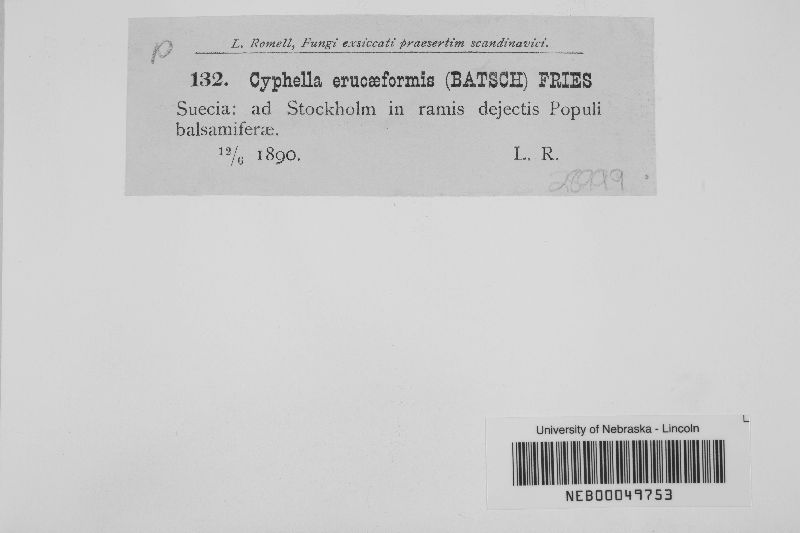 p
L. Romell, Fungi exsiccati praesertim scandinavici.
132. Cyphella erucæformis (BATSCH) FRIES
Suecia: ad Stockholm in ramis dejectis Populi
balsamiferæ.
12/6 1890. L. R.
University of Nebraska - Lincoln
NEB00049753